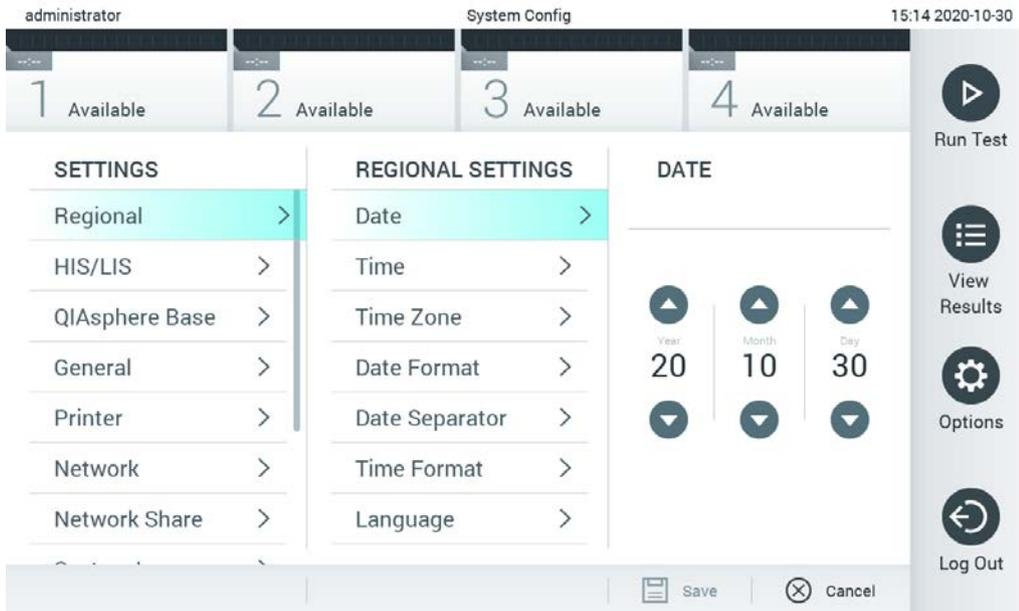 administrator
System Config
15:14 2020-10-30
--:--
--:--
--:--
--:--
1 Available
2 Available
3 Available
4 Available
Run Test
View
Results
Options
Log Out
SETTINGS
Regional
HIS/LIS
QIAsphere Base
General
Printer
Network
Network Share
REGIONAL SETTINGS
Date
Time
Time Zone
Date Format
Date Separator
Time Format
Language
DATE
Year
Month
Day
20
10
30
Save
Cancel